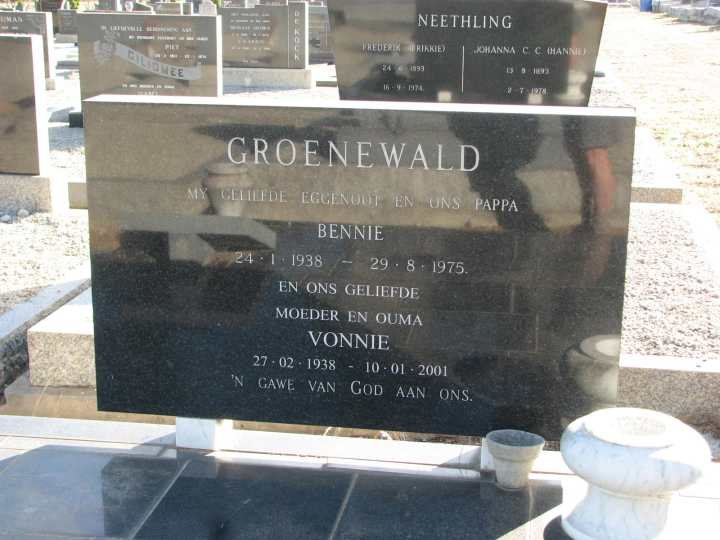 GROENEWALD
MY GELIEFDE EGGENOOT EN ONS PAPPA
BENNIE
24 · 1 · 1938 — 29 · 8 · 1975.
EN ONS GELIEFDE
MOEDER EN OUMA
VONNIE
27 · 02 · 1938 - 10 · 01 · 2001
'N GAWE VAN GOD AAN ONS.
NEETHLING
FREDERIK (FRIKKIE)
24 · 6 · 1893
16 · 9 · 1974.
JOHANNA C. C. (HANNIE)
13 · 9 · 1893
2 · 7 · 1978
PIET
CILIOMEE
DE KOCK